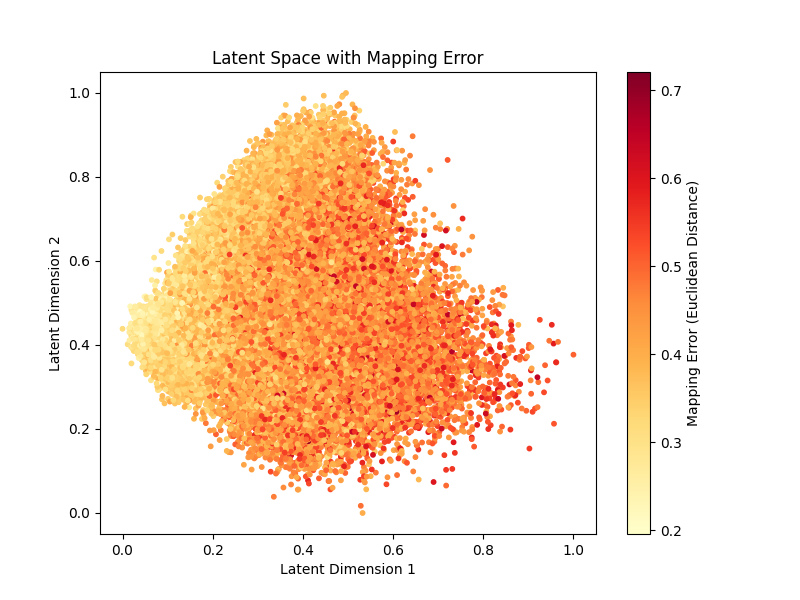 Latent Space with Mapping Error
Latent Dimension 2
1.0
0.8
0.6
0.4
0.2
0.0
0.0 0.2 0.4 0.6 0.8 1.0
Latent Dimension 1
0.7
0.6
0.5
0.4
0.3
0.2
Mapping Error (Euclidean Distance)